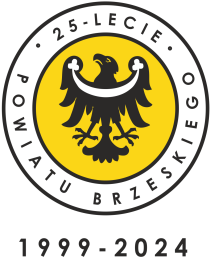 · 25-LECIE ·
POWIATU BRZESKIEGO
1999-2024